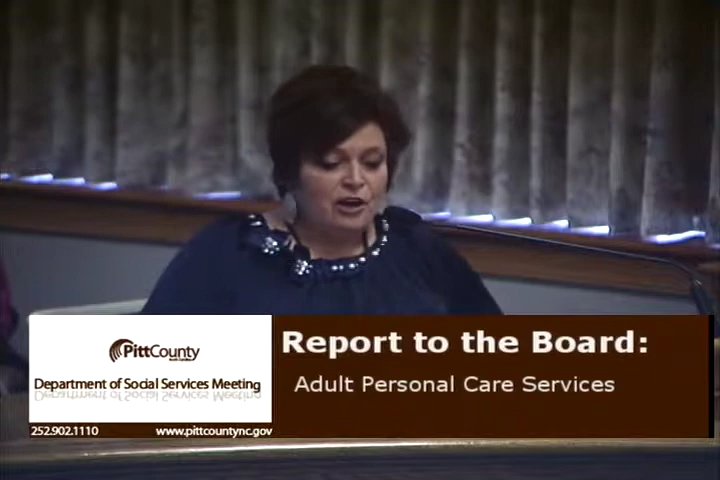 PittCounty
Department of Social Services Meeting
252.902.1110
www.pittcountync.gov
Report to the Board:
Adult Personal Care Services